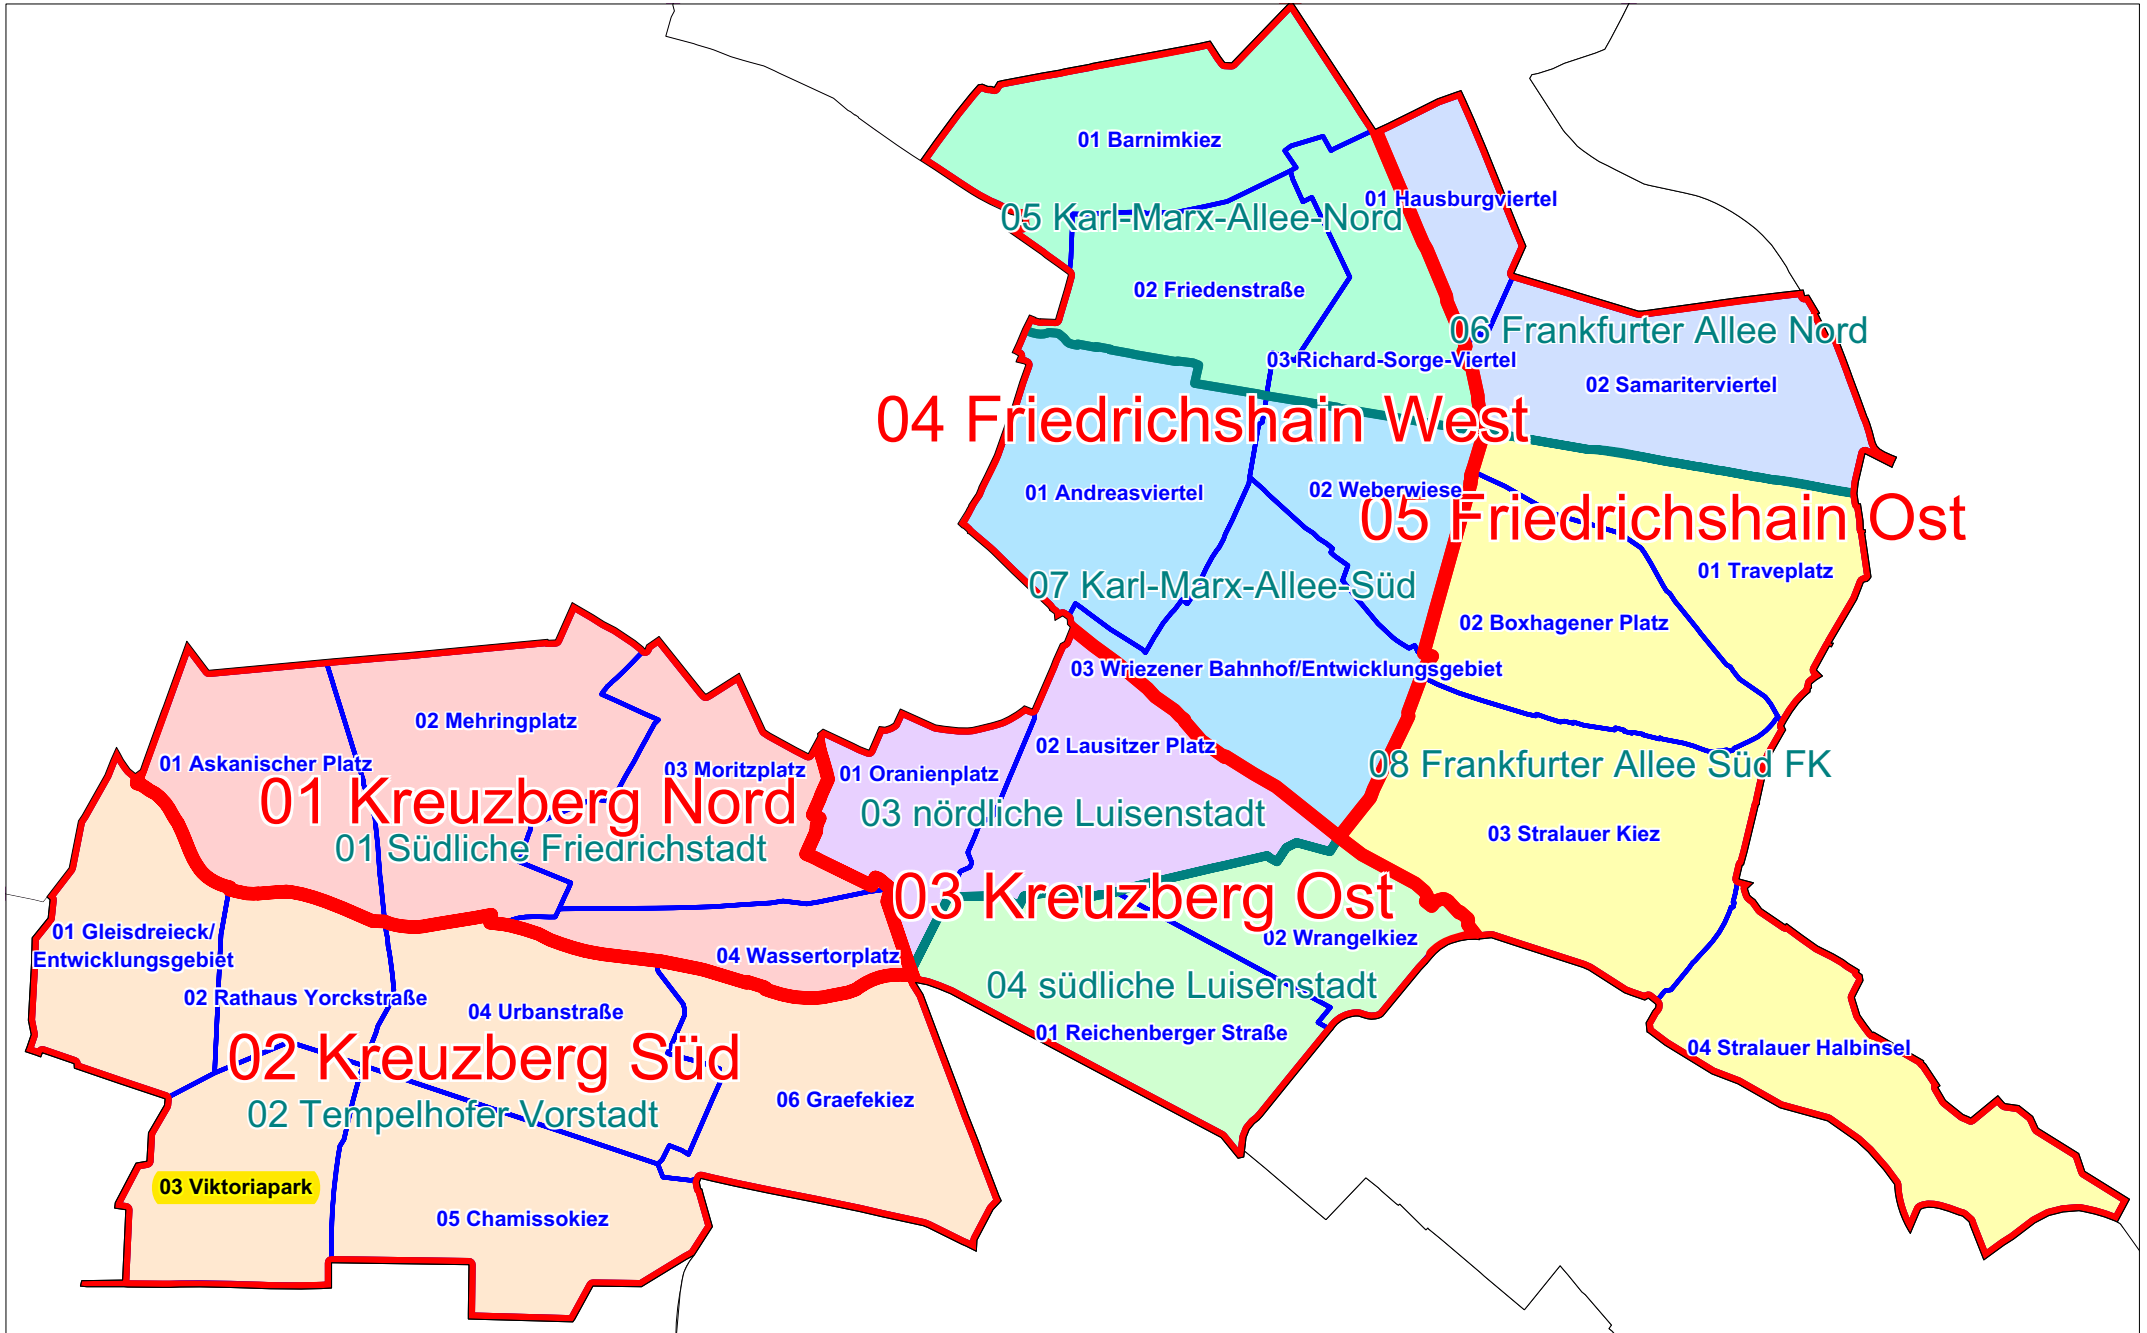 01 Barnimkiez
01 Hausburgviertel
05 Karl-Marx-Allee-Nord
02 Friedenstraße
06 Frankfurter Allee Nord
03 Richard-Sorge-Viertel
02 Samariterviertel
04 Friedrichshain West
01 Andreasviertel
02 Weberwiese
05 Friedrichshain Ost
01 Traveplatz
07 Karl-Marx-Allee-Süd
02 Boxhagener Platz
03 Wriezener Bahnhof/Entwicklungsgebiet
02 Mehringplatz
02 Lausitzer Platz
01 Askanischer Platz
03 Moritzplatz
01 Oranienplatz
08 Frankfurter Allee Süd FK
01 Kreuzberg Nord
03 nördliche Luisenstadt
03 Stralauer Kiez
01 Südliche Friedrichstadt
03 Kreuzberg Ost
01 Gleisdreieck/
Entwicklungsgebiet
02 Wrangelkiez
04 Wassertorplatz
04 südliche Luisenstadt
02 Rathaus Yorckstraße
04 Urbanstraße
01 Reichenberger Straße
04 Stralauer Halbinsel
02 Kreuzberg Süd
06 Graefekiez
02 Tempelhofer Vorstadt
03 Viktoriapark
05 Chamissokiez